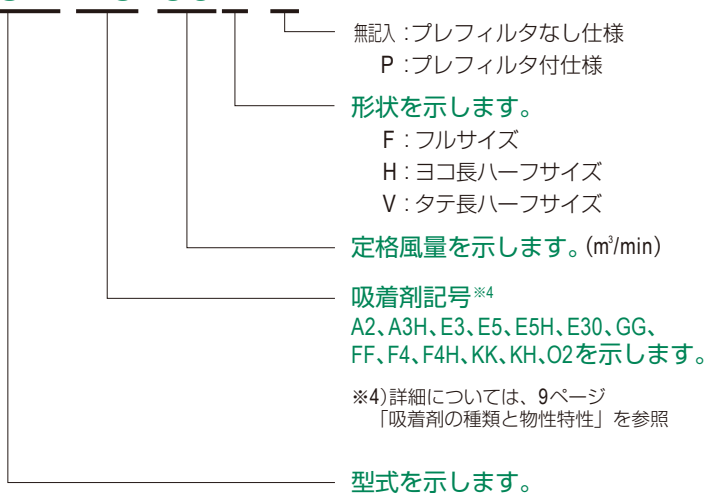 無記入:プレフィルタなし仕様
P:プレフィルタ付仕様
形状を示します。
F:フルサイズ
H:ヨコ長ハーフサイズ
V:タテ長ハーフサイズ
定格風量を示します。(m³/min)
吸着剤記号※4
A2、A3H、E3、E5、E5H、E30、GG、
FF、F4、F4H、KK、KH、O2を示します。
※4)詳細については、9ページ
「吸着剤の種類と物性特性」を参照
型式を示します。